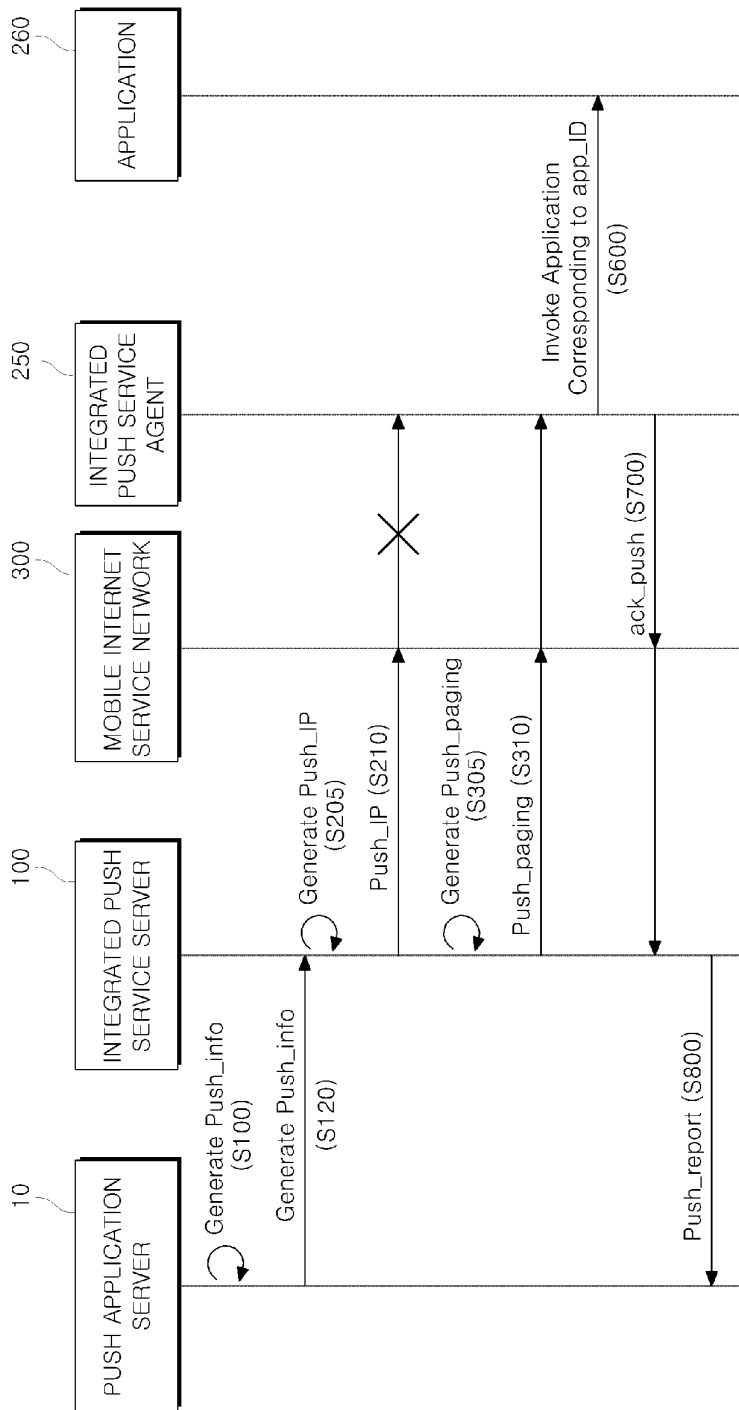 10
PUSH APPLICATION
SERVER
100
INTEGRATED PUSH
SERVICE SERVER
300
MOBILE INTERNET
SERVICE NETWORK
250
INTEGRATED
PUSH SERVICE
AGENT
260
APPLICATION
Generate Push_info
(S100)
Generate Push_info
(S120)
Generate Push_IP
(S205)
Push_IP (S210)
Generate Push_paging
(S305)
Push_paging (S310)
Invoke Application
Corresponding to app_ID
(S600)
ack_push (S700)
Push_report (S800)